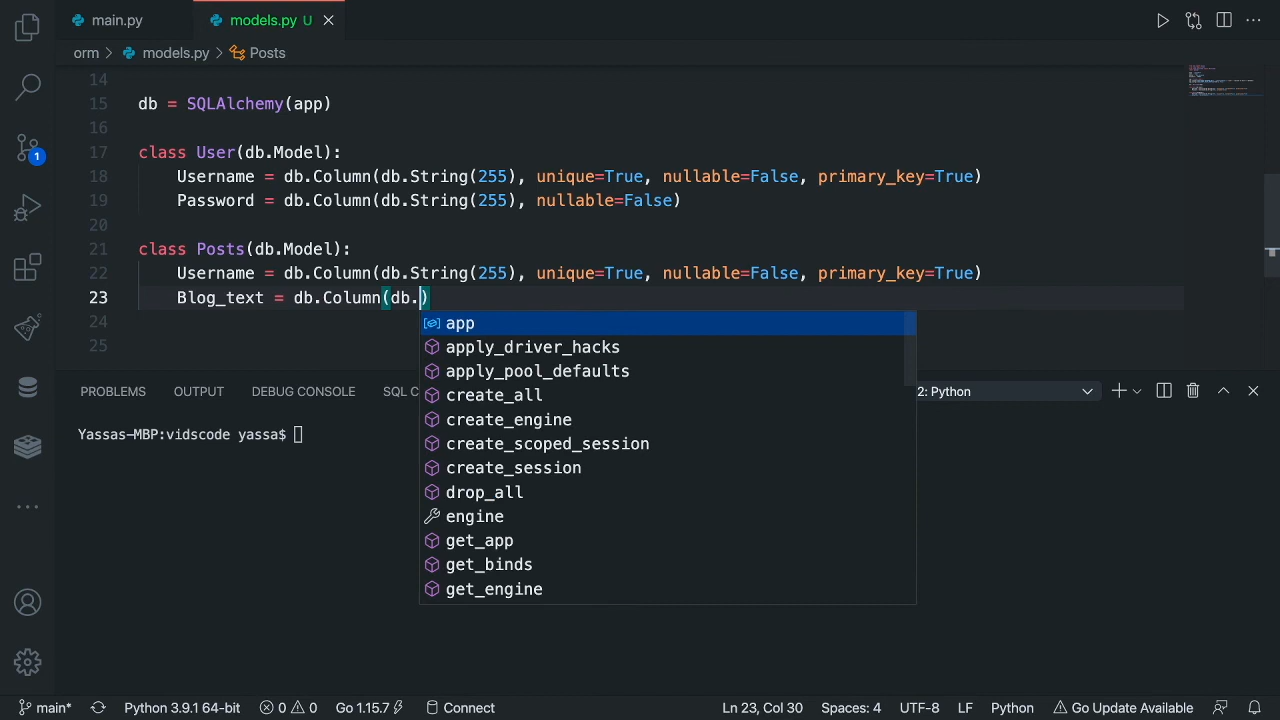 main.py
models.py U
orm > models.py > Posts
14
15 db = SQLAlchemy(app)
16
17 class User(db.Model):
18 Username = db.Column(db.String(255), unique=True, nullable=False, primary_key=True)
19 Password = db.Column(db.String(255), nullable=False)
20
21 class Posts(db.Model):
22 Username = db.Column(db.String(255), unique=True, nullable=False, primary_key=True)
23 Blog_text = db.Column(db.)
24
25
app
apply_driver_hacks
apply_pool_defaults
create_all
create_engine
create_scoped_session
create_session
drop_all
engine
get_app
get_binds
get_engine
1
PROBLEMS OUTPUT DEBUG CONSOLE SQL C 2: Python
Yassas-MBP:vidscode yassa$
main* Python 3.9.1 64-bit 0 0 Go 1.15.7 Connect Ln 23, Col 30 Spaces: 4 UTF-8 LF Python Go Update Available